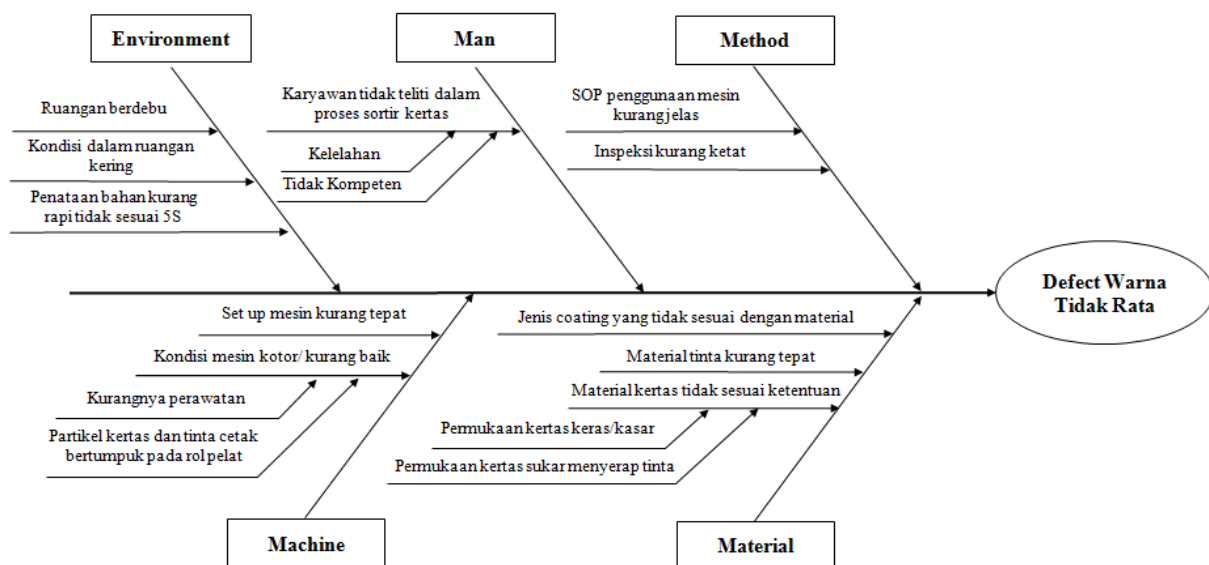 Environment
Man
Method
Ruangan berdebu
Kondisi dalam ruangan
kering
Penataan bahan kurang
rapi tidak sesuai 5S
Karyawan tidak teliti dalam
proses sortir kertas
Kelelahan
Tidak Kompeten
SOP penggunaan mesin
kurang jelas
Inspeksi kurang ketat
Defect Warna
Tidak Rata
Set up mesin kurang tepat
Kondisi mesin kotor/ kurang baik
Kurangnya perawatan
Partikel kertas dan tinta cetak
bertumpuk pada rol pelat
Jenis coating yang tidak sesuai dengan material
Material tinta kurang tepat
Material kertas tidak sesuai ketentuan
Permukaan kertas keras/kasar
Permukaan kertas sukar menyerap tinta
Machine
Material